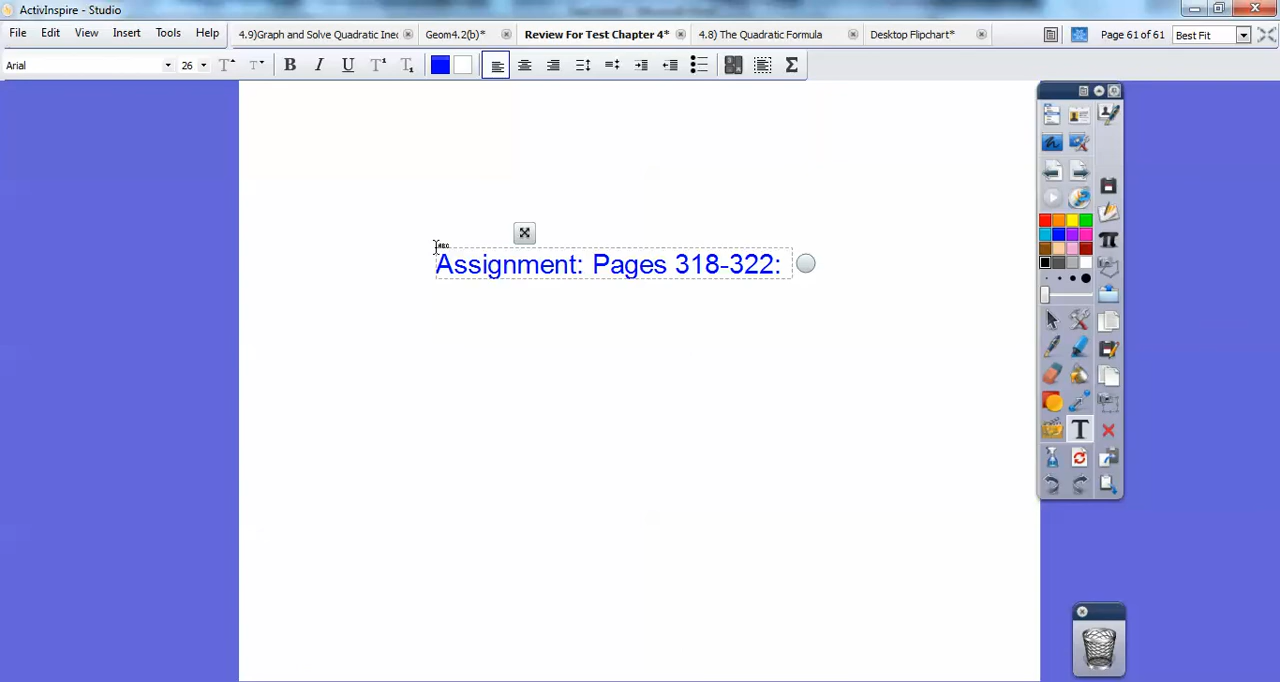 ActivInspire - Studio
File Edit View Insert Tools Help
4.9)Graph and Solve Quadratic Ineq
Geom4.2(b)*
Review For Test Chapter 4*
4.8) The Quadratic Formula
Desktop Flipchart*
Page 61 of 61
Best Fit
Arial
26
B I U T T
Assignment: Pages 318-322:
T